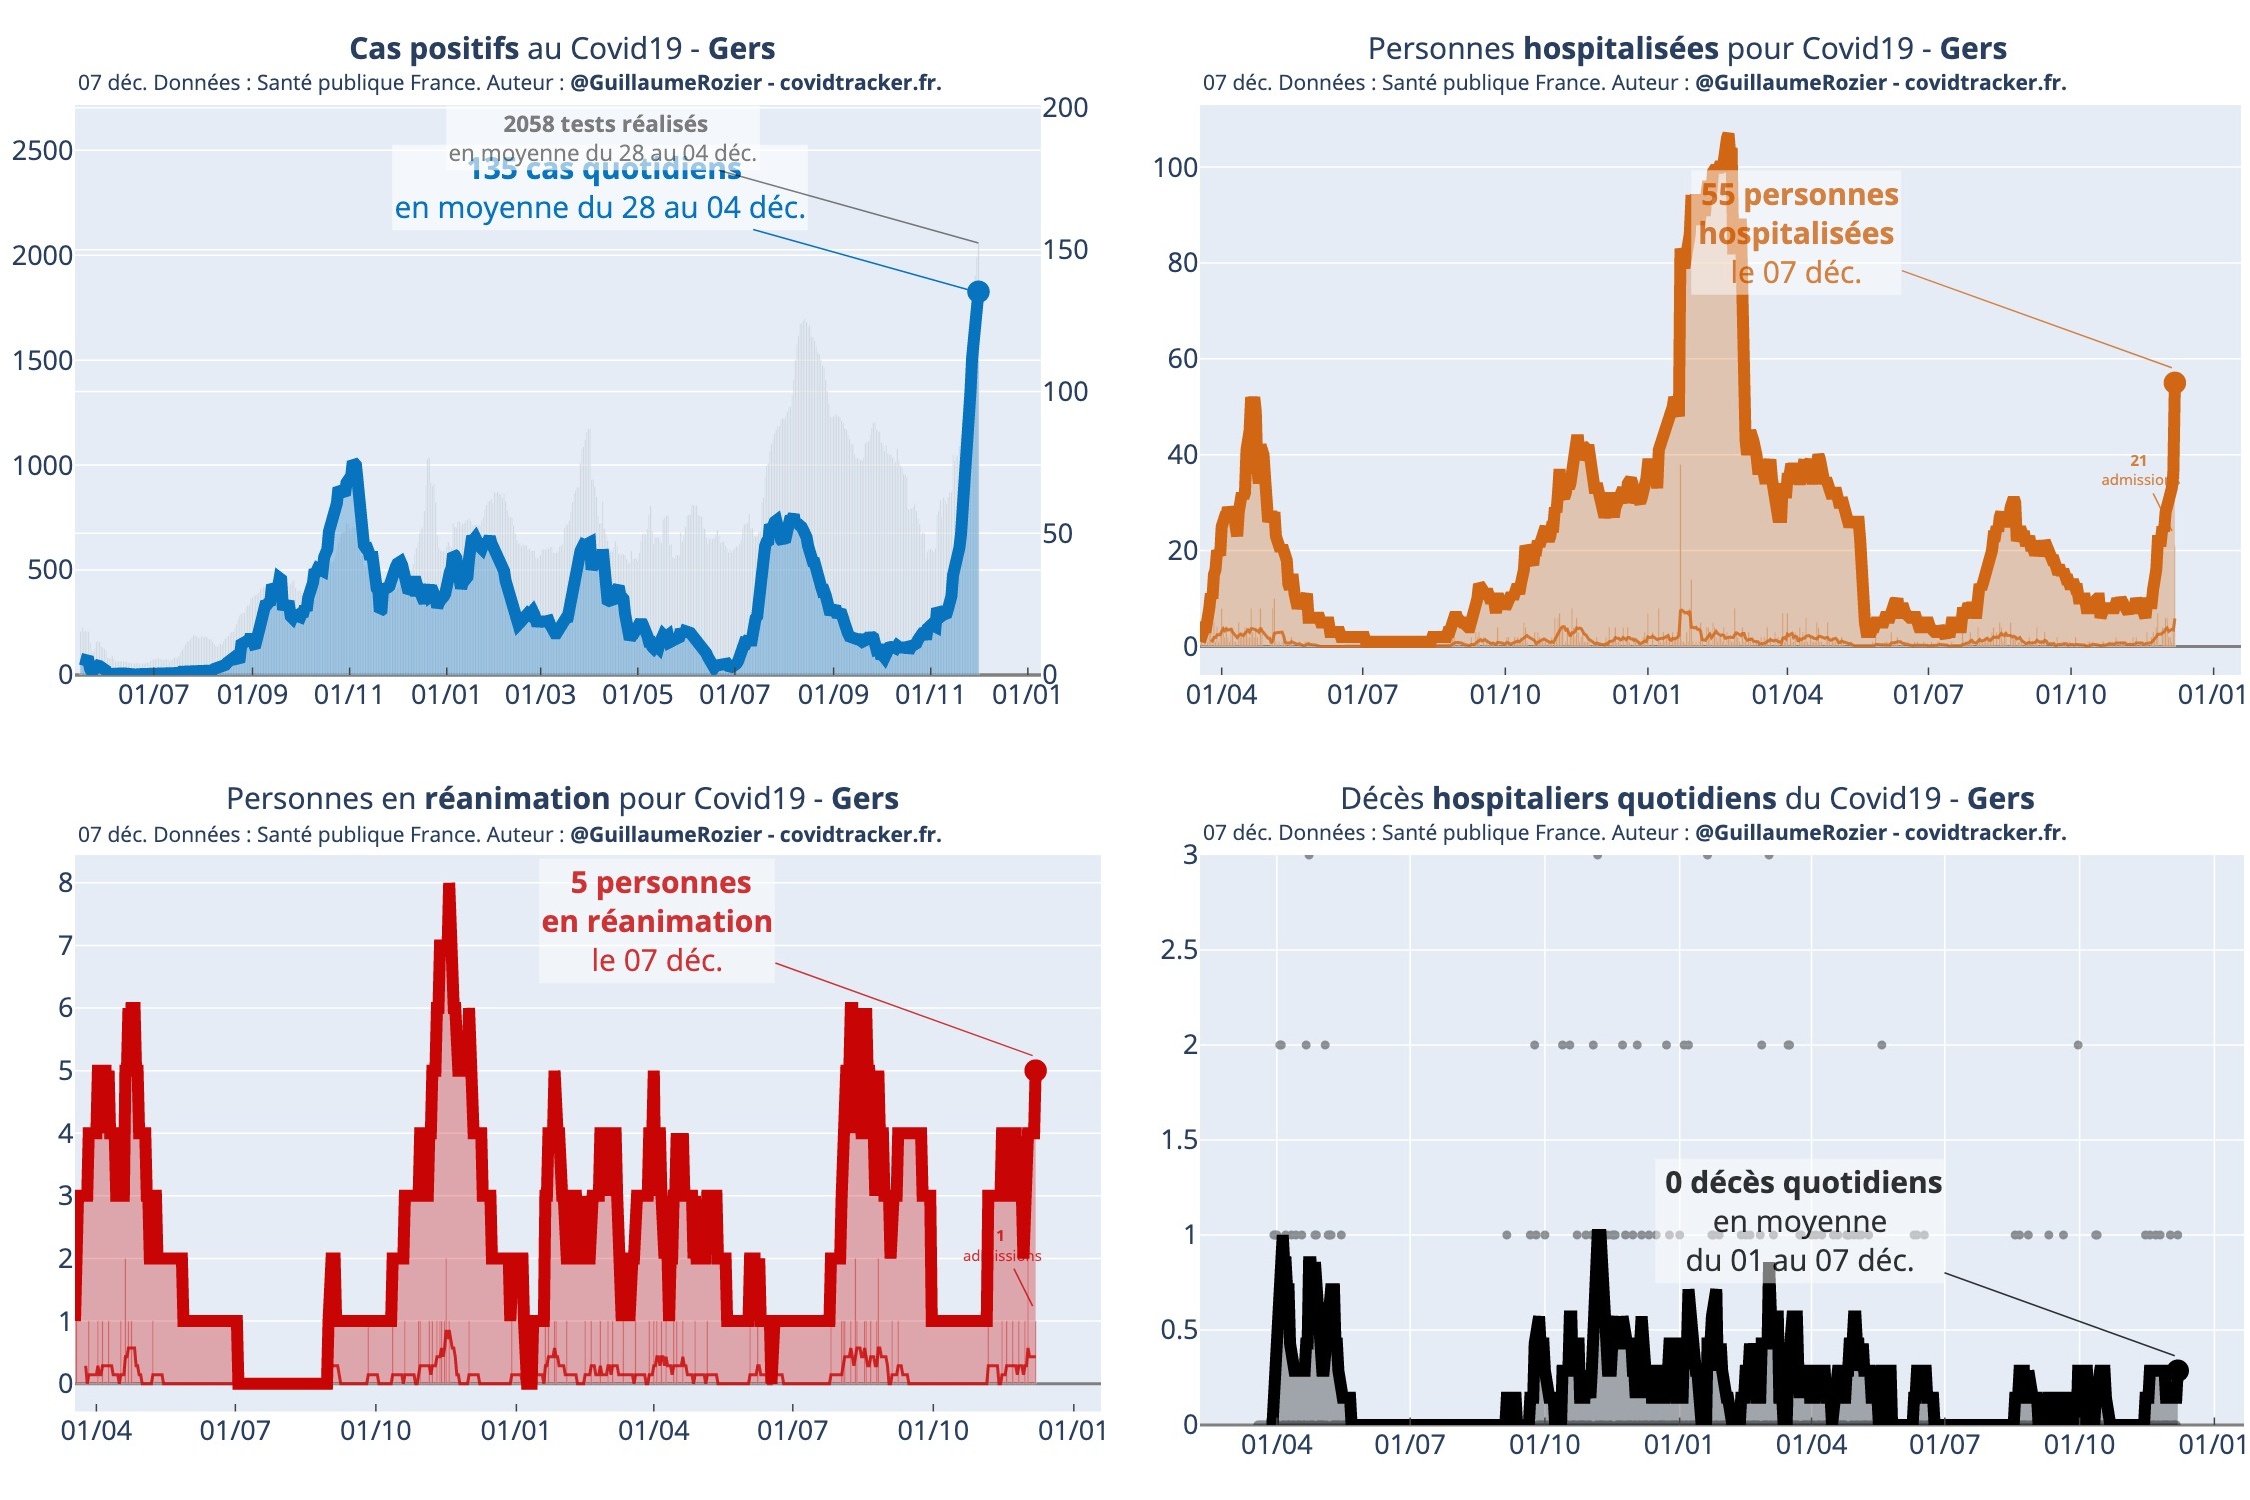 Cas positifs au Covid19 - Gers
07 déc. Données : Santé publique France. Auteur : @GuillaumeRozier - covidtracker.fr.
2058 tests réalisés
en moyenne du 28 au 04 déc.
135 cas quotidiens
en moyenne du 28 au 04 déc.
2500
2000
1500
1000
500
0
200
150
100
50
0
01/07 01/09 01/11 01/01 01/03 01/05 01/07 01/09 01/11 01/01
Personnes hospitalisées pour Covid19 - Gers
07 déc. Données : Santé publique France. Auteur : @GuillaumeRozier - covidtracker.fr.
55 personnes
hospitalisées
le 07 déc.
21
admissions
100
80
60
40
20
0
01/04 01/07 01/10 01/01 01/04 01/07 01/10 01/01
Personnes en réanimation pour Covid19 - Gers
07 déc. Données : Santé publique France. Auteur : @GuillaumeRozier - covidtracker.fr.
5 personnes
en réanimation
le 07 déc.
1
admissions
8
7
6
5
4
3
2
1
0
01/04 01/07 01/10 01/01 01/04 01/07 01/10 01/01
Décès hospitaliers quotidiens du Covid19 - Gers
07 déc. Données : Santé publique France. Auteur : @GuillaumeRozier - covidtracker.fr.
0 décès quotidiens
en moyenne
du 01 au 07 déc.
3
2.5
2
1.5
1
0.5
0
01/04 01/07 01/10 01/01 01/04 01/07 01/10 01/01